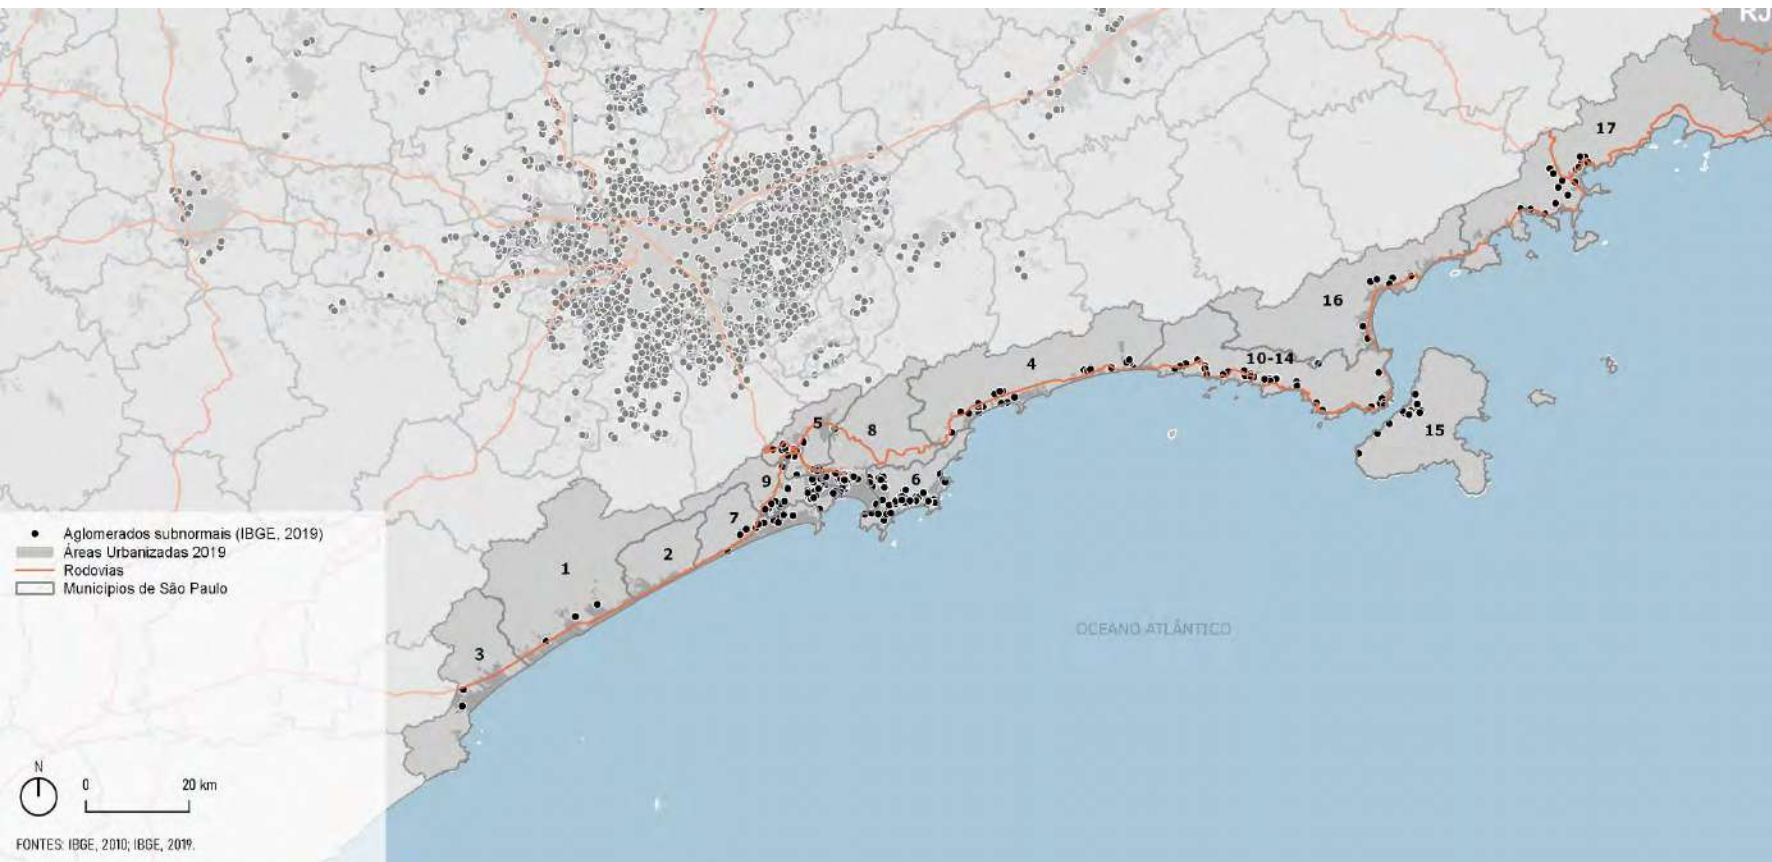 RJ
17
16
10-14
4
15
5
8
9
6
7
2
1
3
Aglomerados subnormais (IBGE, 2019)
Áreas Urbanizadas 2019
Rodovias
Municípios de São Paulo
OCEANO ATLÂNTICO
N
0 20 km
FONTES: IBGE, 2010; IBGE, 2019.